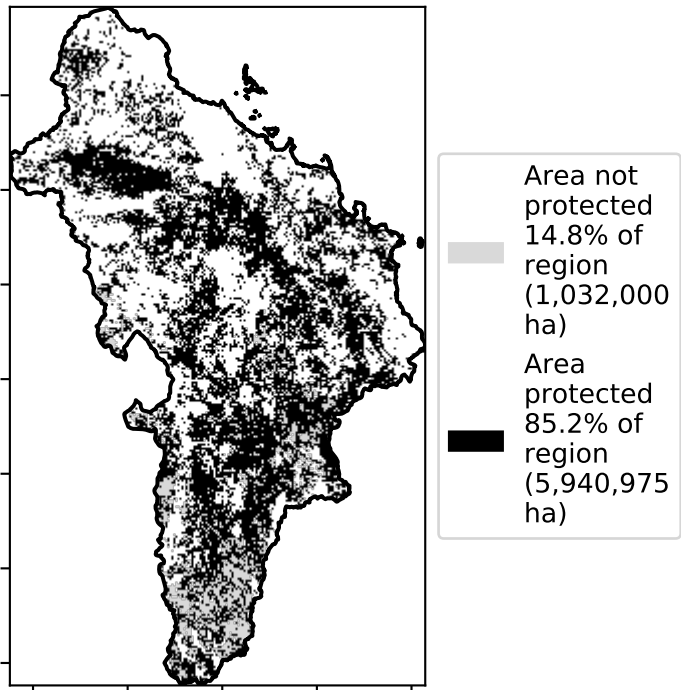 Area not
protected
14.8% of
region
(1,032,000
ha)
Area
protected
85.2% of
region
(5,940,975
ha)